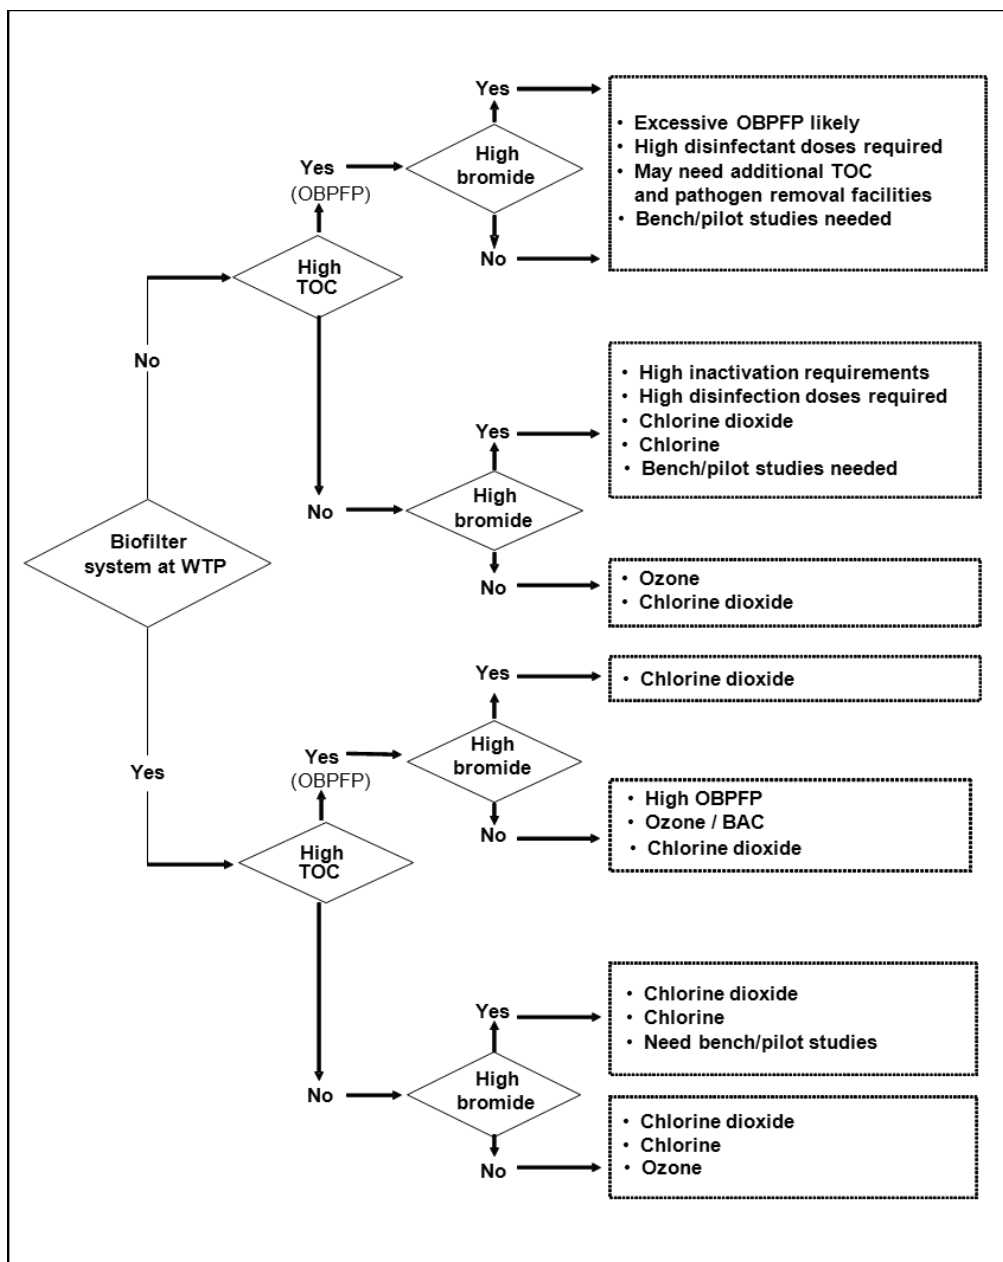 Yes
• Excessive OBPFP likely
• High disinfectant doses required
• May need additional TOC
and pathogen removal facilities
• Bench/pilot studies needed
High
bromide
Yes
(OBPFP)
No
High
TOC
No
• High inactivation requirements
• High disinfection doses required
• Chlorine dioxide
• Chlorine
• Bench/pilot studies needed
Yes
High
bromide
No
Biofilter
system at WTP
No
• Ozone
• Chlorine dioxide
Yes
• Chlorine dioxide
High
bromide
Yes
(OBPFP)
Yes
• High OBPFP
• Ozone / BAC
• Chlorine dioxide
No
High
TOC
• Chlorine dioxide
• Chlorine
• Need bench/pilot studies
Yes
High
bromide
No
• Chlorine dioxide
• Chlorine
• Ozone
No